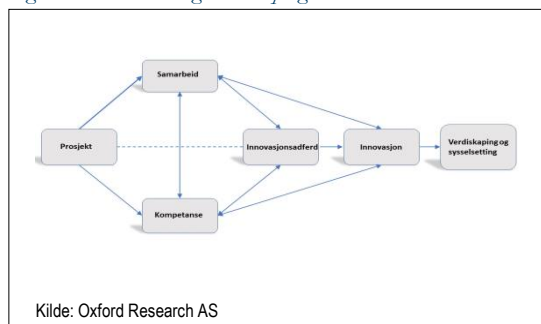 Samarbeid
Prosjekt
Innovasjonsadferd
Innovasjon
Verdiskaping og
sysselsetting
Kompetanse
Kilde: Oxford Research AS